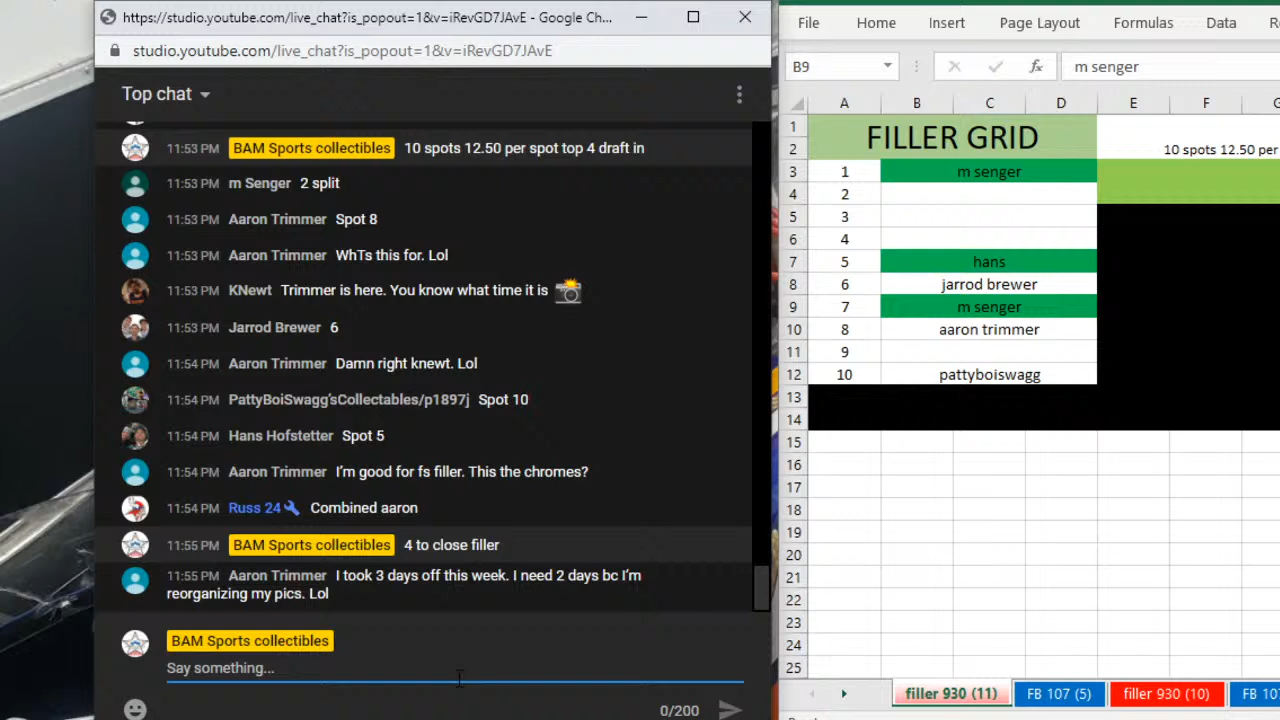 https://studio.youtube.com/live_chat?is_popout=1&v=iRevGD7JAvE - Google Ch...
studio.youtube.com/live_chat?is_popout=1&v=iRevGD7JAvE
Top chat
11:53 PM BAM Sports collectibles 10 spots 12.50 per spot top 4 draft in
11:53 PM m Senger 2 split
11:53 PM Aaron Trimmer Spot 8
11:53 PM Aaron Trimmer WhTs this for. Lol
11:53 PM KNewt Trimmer is here. You know what time it is
11:53 PM Jarrod Brewer 6
11:54 PM Aaron Trimmer Damn right knewt. Lol
11:54 PM PattyBoiSwagg'sCollectables/p1897j Spot 10
11:54 PM Hans Hofstetter Spot 5
11:54 PM Aaron Trimmer I'm good for fs filler. This the chromes?
11:54 PM Russ 24 Combined aaron
11:55 PM BAM Sports collectibles 4 to close filler
11:55 PM Aaron Trimmer I took 3 days off this week. I need 2 days bc I'm
reorganizing my pics. Lol
BAM Sports collectibles
Say something...
0/200
File Home Insert Page Layout Formulas Data
B9 fx m senger
A B C D E F G
1 FILLER GRID
2 10 spots 12.50 per
3 1 m senger
4 2
5 3
6 4
7 5 hans
8 6 jarrod brewer
9 7 m senger
10 8 aaron trimmer
11 9
12 10 pattyboiswagg
13
14
15
16
17
18
19
20
21
22
23
24
25
filler 930 (11) FB 107 (5) filler 930 (10) FB 107